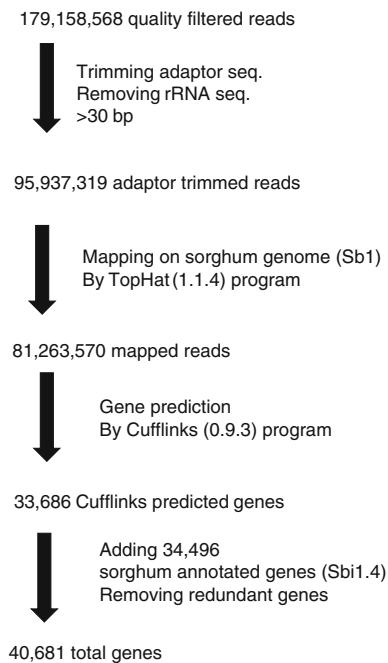 179,158,568 quality filtered reads
Trimming adaptor seq.
Removing rRNA seq.
>30 bp
95,937,319 adaptor trimmed reads
Mapping on sorghum genome (Sb1)
By TopHat (1.1.4) program
81,263,570 mapped reads
Gene prediction
By Cufflinks (0.9.3) program
33,686 Cufflinks predicted genes
Adding 34,496
sorghum annotated genes (Sbi1.4)
Removing redundant genes
40,681 total genes